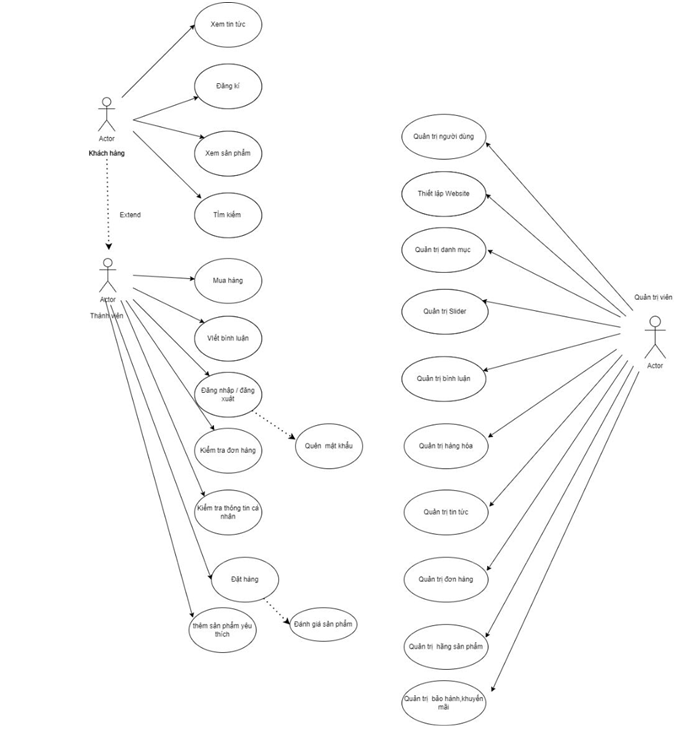 Xem tin tức
Đăng kí
Actor
Khách hàng
Xem sản phẩm
Tìm kiếm
Extend
Actor
Thành viên
Mua hàng
Viết bình luận
Đăng nhập / đăng
xuất
Quên mật khẩu
Kiểm tra đơn hàng
Kiểm tra thông tin cá
nhân
Đặt hàng
thêm sản phẩm yêu
thích
Đánh giá sản phẩm
Quản trị người dùng
Thiết lập Website
Quản trị danh mục
Quản trị Slider
Quản trị bình luận
Quản trị hàng hóa
Quản trị tin tức
Quản trị đơn hàng
Quản trị hãng sản phẩm
Quản trị bảo hành,khuyến
mãi
Quản trị viên
Actor